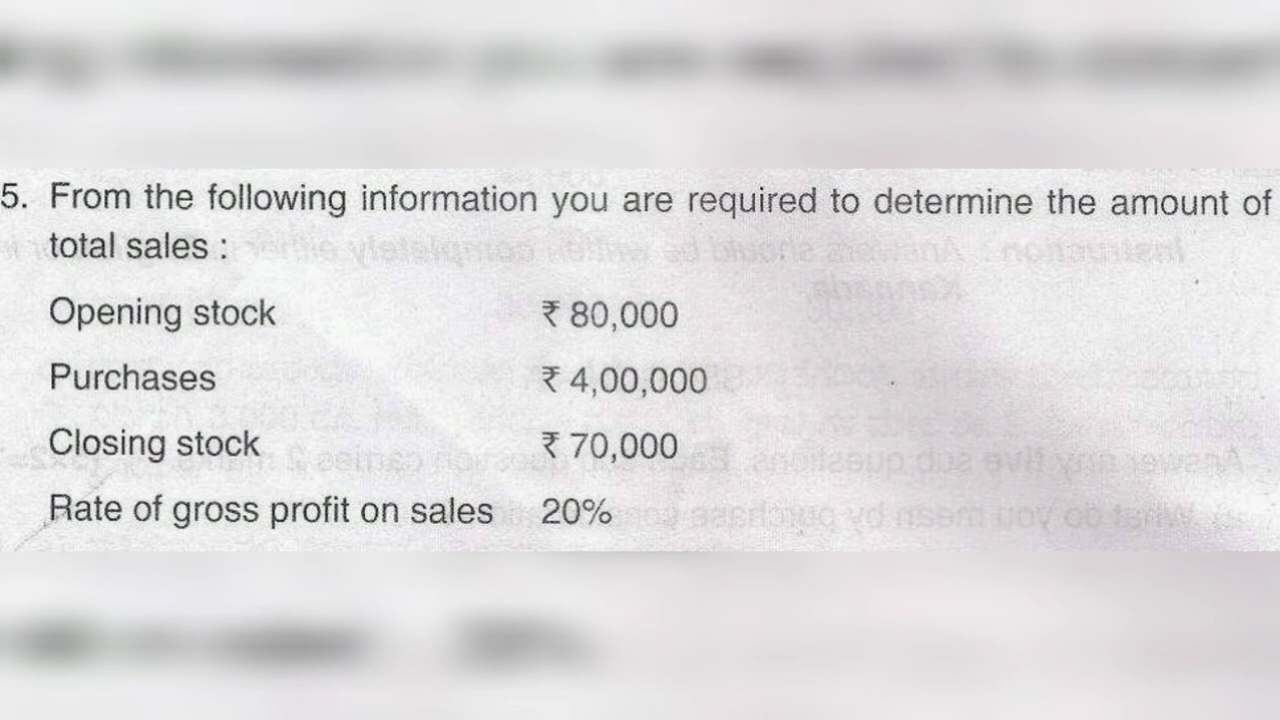 5. From the following information you are required to determine the amount of
total sales :
Opening stock ₹ 80,000
Purchases ₹ 4,00,000
Closing stock ₹ 70,000
Rate of gross profit on sales 20%